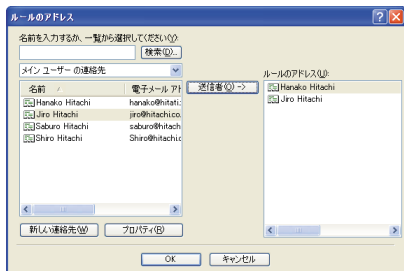 ルールのアドレス
名前を入力するか、一覧から選択してください(Y):
検索(D)...
メイン ユーザー の連絡先
名前 電子メール アド
Hanako Hitachi hanako@hitati:
Jiro Hitachi jiro@hitachi.co.
Saburo Hitachi saburo@hitach
Shiro Hitachi Shiro@hitachi.c
送信者(O) ->
ルールのアドレス(U):
Hanako Hitachi
Jiro Hitachi
新しい連絡先(W) プロパティ(R)
OK キャンセル